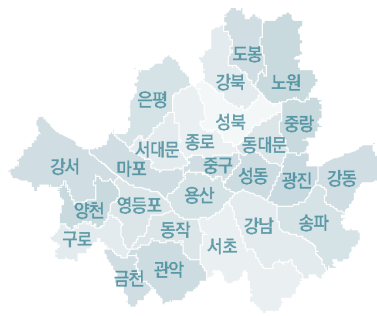 도봉
강북
노원
은평
성북
중랑
서대문
종로
동대문
강서
마포
중구
성동
광진
강동
용산
양천
영등포
동작
강남
송파
구로
서초
금천
관악